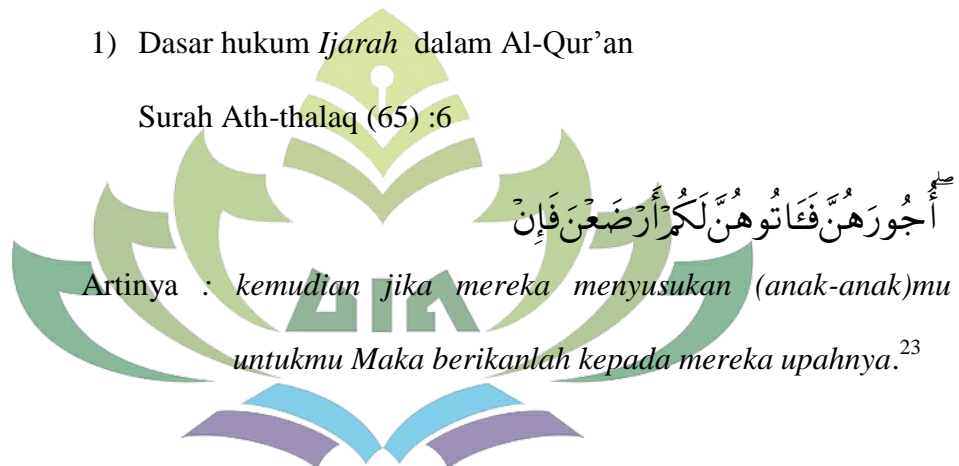 1) Dasar hukum Ijarah dalam Al-Qur’an
Surah Ath-thalaq (65) :6
أُجُورَهُنَّۖ فَـَٔاتُوهُنَّ لَكُمۡ أَرۡضَعۡنَ فَإِنۡ
Artinya : kemudian jika mereka menyusukan (anak-anak)mu
untukmu Maka berikanlah kepada mereka upahnya.²³